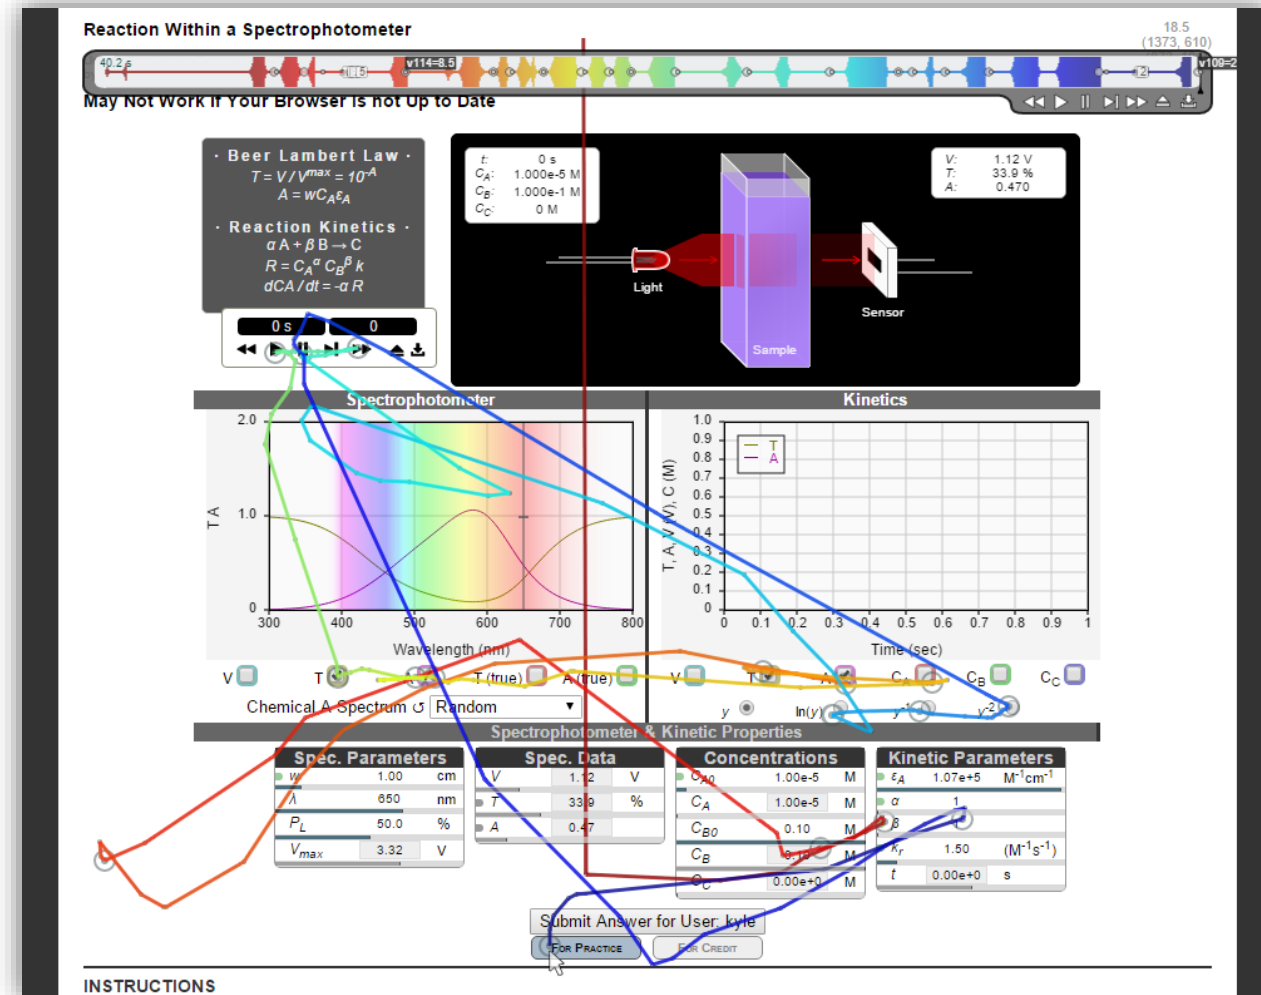 Reaction Within a Spectrophotometer
18.5
(1373, 610)
40.2 s
5
v114=8.5
2
v109=2
May Not Work if Your Browser is not Up to Date
· Beer Lambert Law ·
T = V / Vmax = 10-A
A = wCAεA
· Reaction Kinetics ·
α A + β B → C
R = CAα CBβ k
dCA / dt = -α R
0 s 0
t: 0 s
CA: 1.000e-5 M
CB: 1.000e-1 M
CC: 0 M
V: 1.12 V
T: 33.9 %
A: 0.470
Light
Sensor
Sample
Spectrophotometer
T A
2.0
1.0
0
300 400 500 600 700 800
Wavelength (nm)
V T A T (true) A (true)
Chemical A Spectrum ↺ Random
Kinetics
T, A, V (V), C (M)
1.0
0.9
0.8
0.7
0.6
0.5
0.4
0.3
0.2
0.1
0
T
A
0 0.1 0.2 0.3 0.4 0.5 0.6 0.7 0.8 0.9 1
Time (sec)
V T A CA CB CC
y ln(y) y-1 y-2
Spectrophotometer & Kinetic Properties
Spec. Parameters
w 1.00 cm
λ 650 nm
PL 50.0 %
Vmax 3.32 V
Spec. Data
V 1.12 V
T 33.9 %
A 0.47
Concentrations
CA0 1.00e-5 M
CA 1.00e-5 M
CB0 0.10 M
CB 0.10 M
CC 0.00e+0 M
Kinetic Parameters
εA 1.07e+5 M-1cm-1
α 1
β
kr 1.50 (M-1s-1)
t 0.00e+0 s
Submit Answer for User: kyle
For Practice
For Credit
INSTRUCTIONS